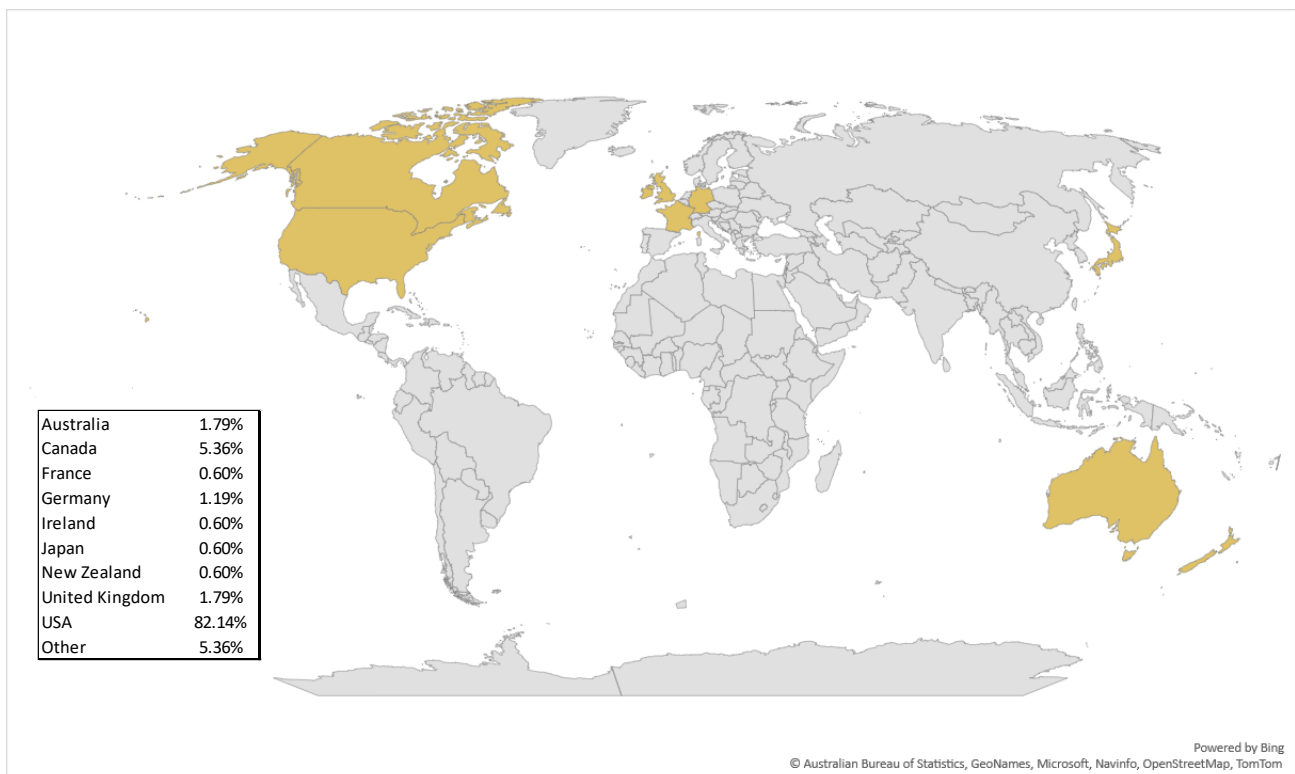 Australia 1.79%
Canada 5.36%
France 0.60%
Germany 1.19%
Ireland 0.60%
Japan 0.60%
New Zealand 0.60%
United Kingdom 1.79%
USA 82.14%
Other 5.36%
Powered by Bing
© Australian Bureau of Statistics, GeoNames, Microsoft, Navinfo, OpenStreetMap, TomTom